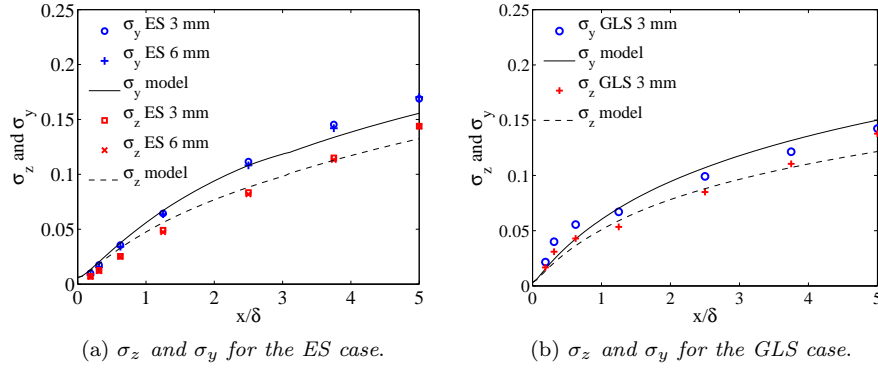 0.25
0.2
0.15
0.1
0.05
0
σz and σy
σy ES 3 mm
σy ES 6 mm
σy model
σz ES 3 mm
σz ES 6 mm
σz model
0 1 2 3 4 5
x/δ
(a) σz and σy for the ES case.
0.25
0.2
0.15
0.1
0.05
0
σz and σy
σy GLS 3 mm
σy model
σz GLS 3 mm
σz model
0 1 2 3 4 5
x/δ
(b) σz and σy for the GLS case.